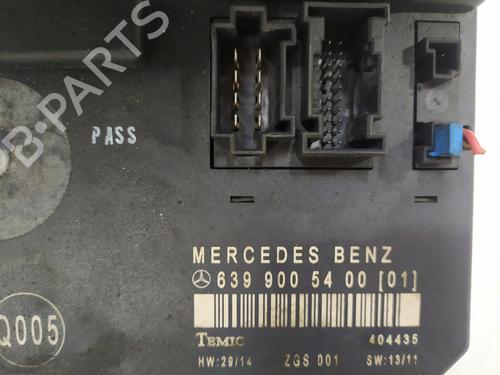 B-PARTS
PASS
MERCEDES BENZ
639 900 54 00 [01]
TEMIC 404435
HW:29/14 ZGS 001 SW:13/11
Q005